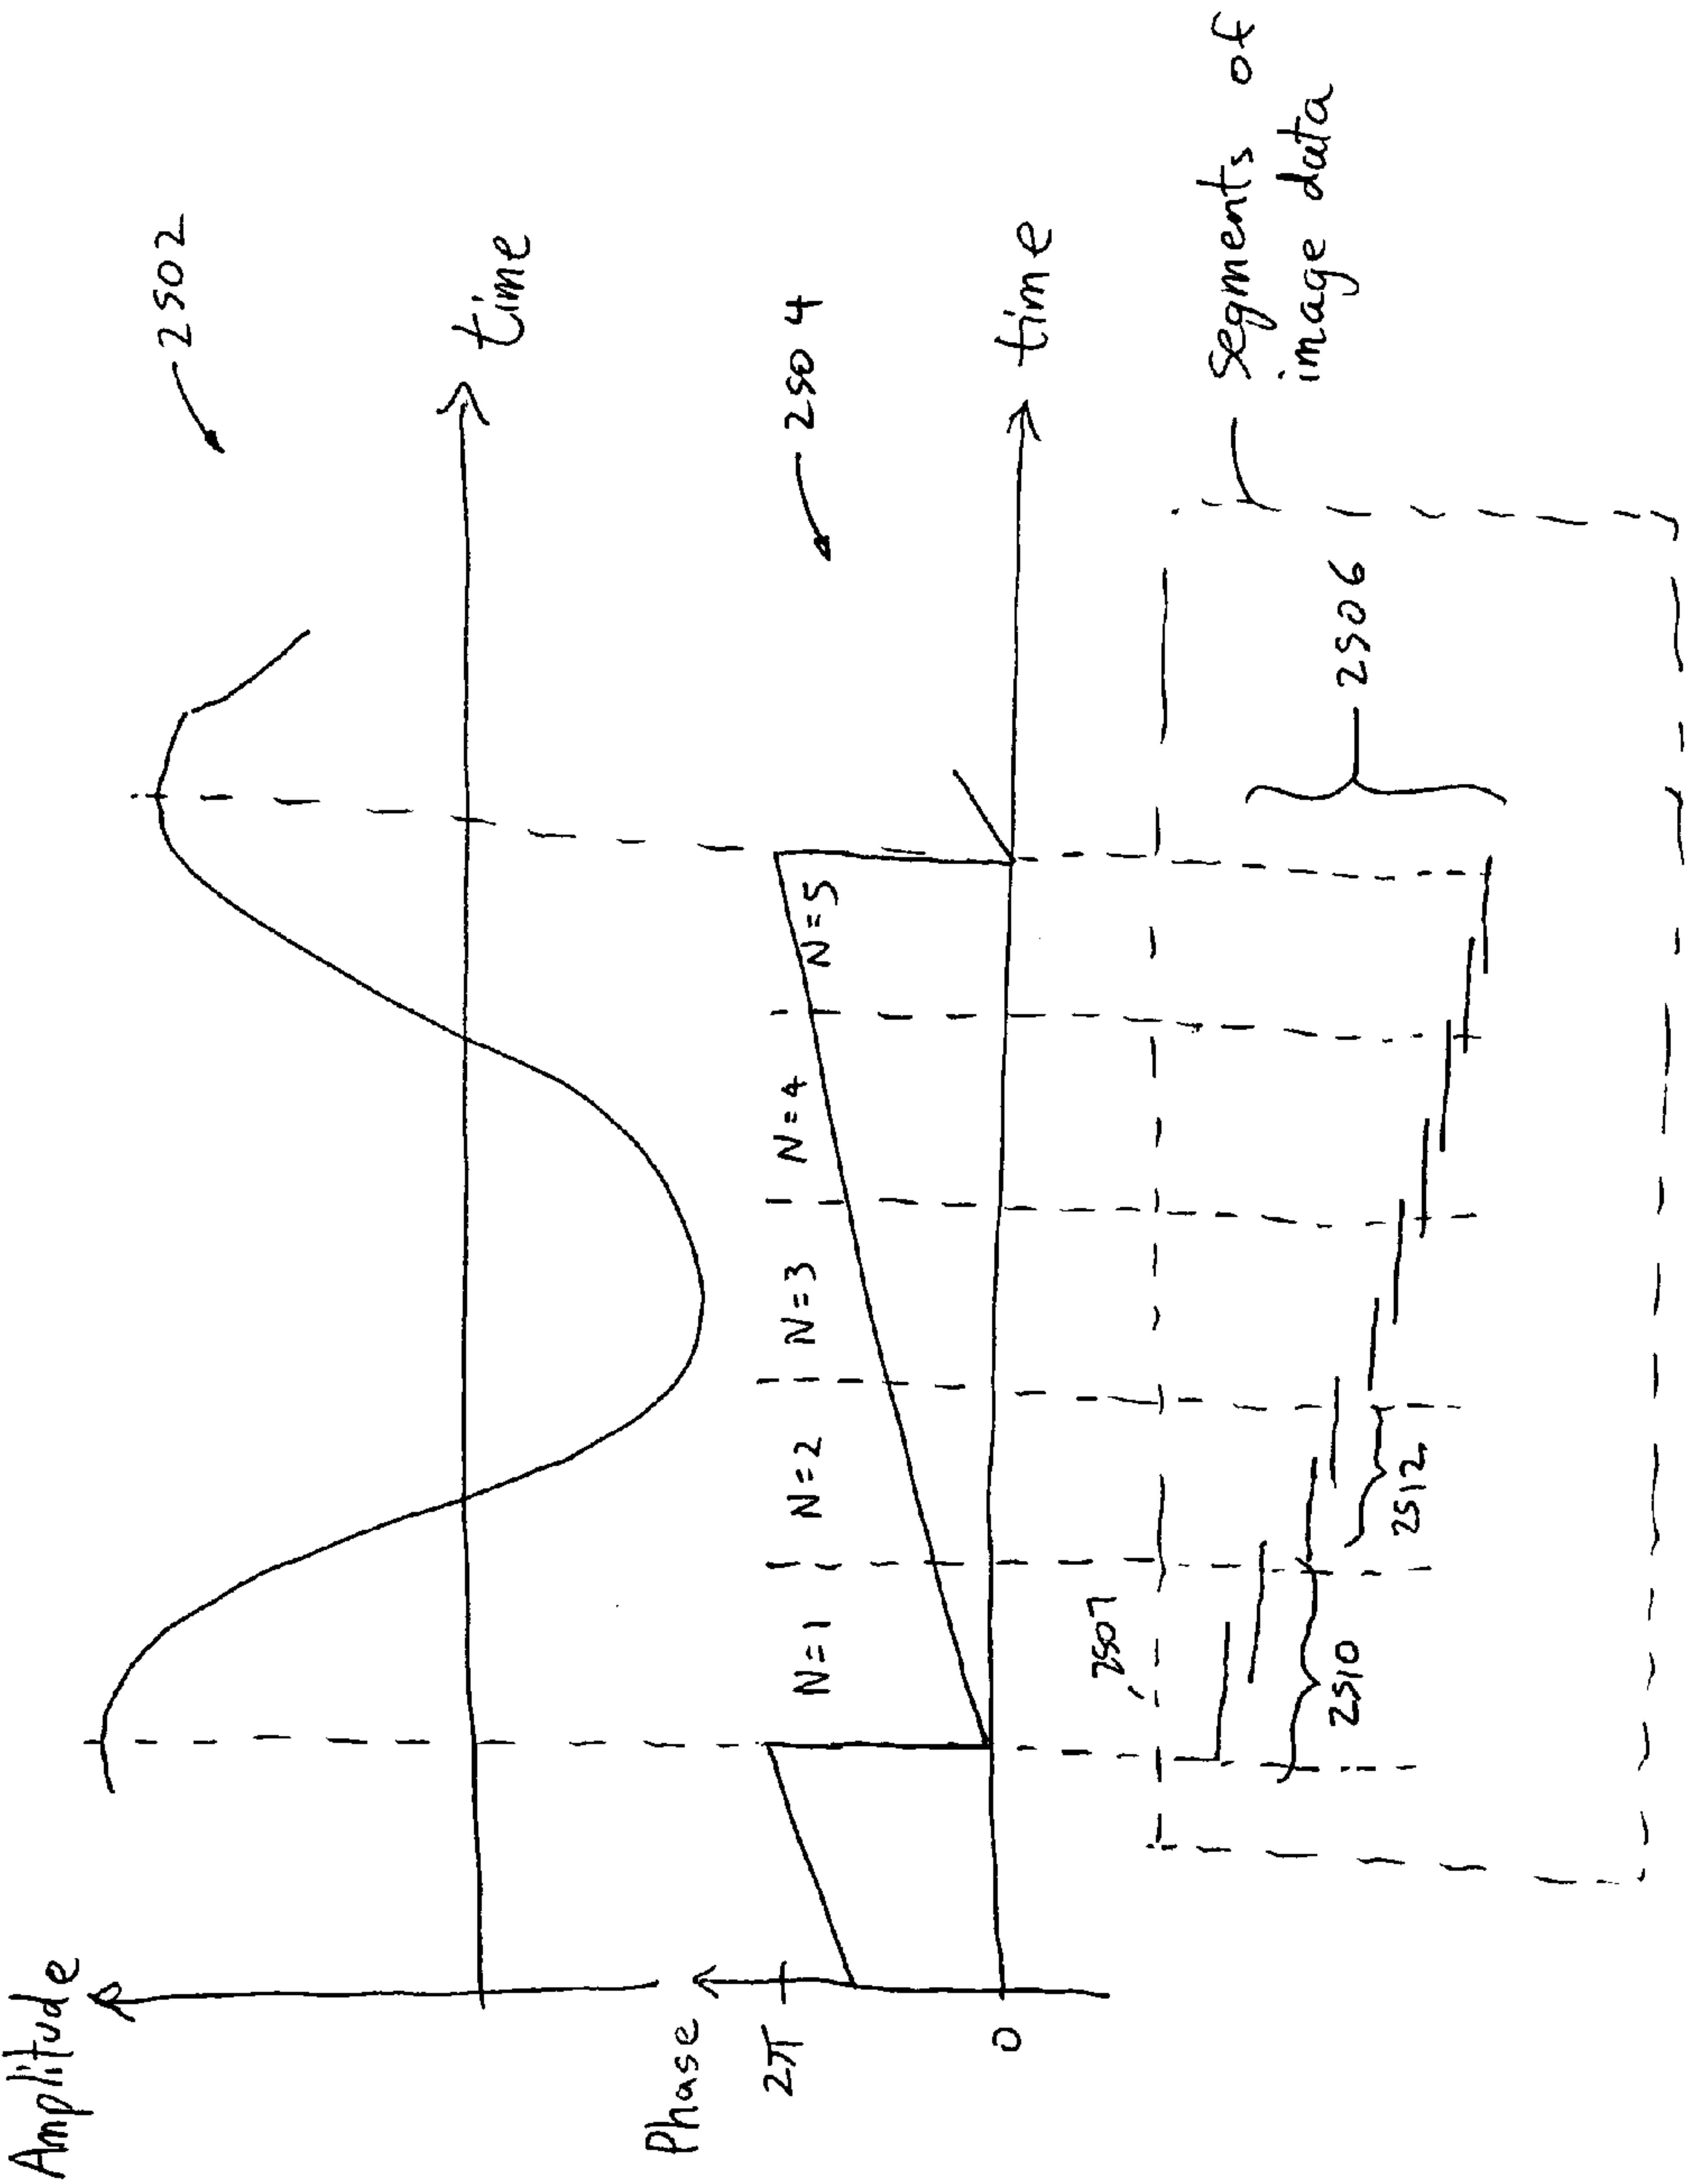 Amplitude
2502
time
Phase
2π
0
2504
time
N=1
N=2
N=3
N=4
N=5
2507
Segments of
image data
2506
2510
2512